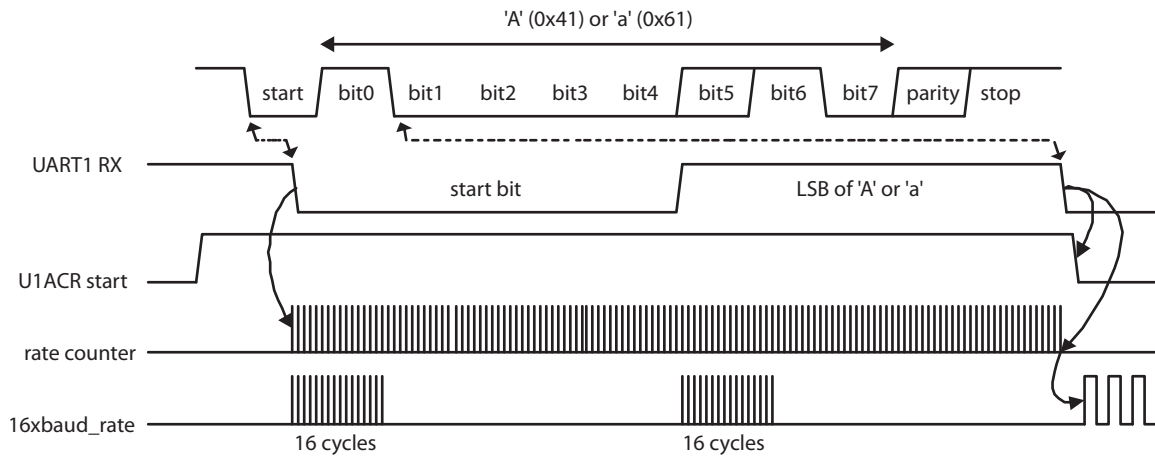 'A' (0x41) or 'a' (0x61)
start bit0 bit1 bit2 bit3 bit4 bit5 bit6 bit7 parity stop
UART1 RX
start bit LSB of 'A' or 'a'
U1ACR start
rate counter
16xbaud_rate
16 cycles 16 cycles